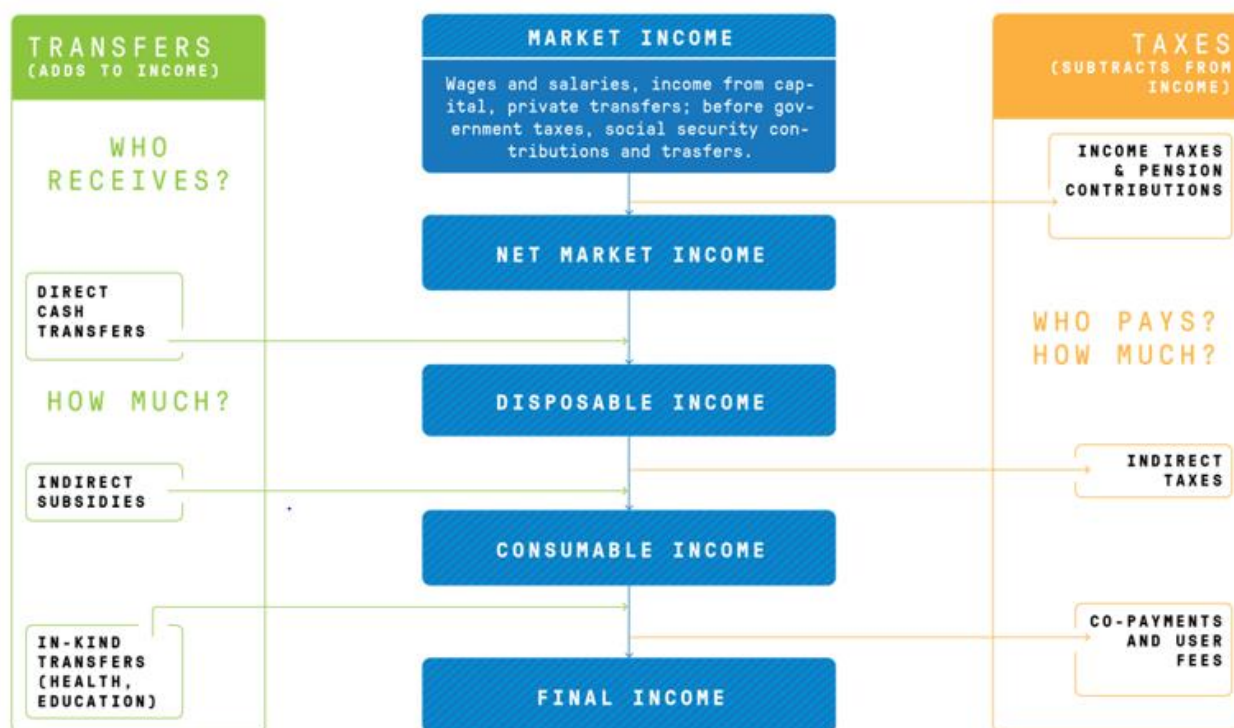 TRANSFERS
(ADDS TO INCOME)
WHO
RECEIVES?
DIRECT
CASH
TRANSFERS
HOW MUCH?
INDIRECT
SUBSIDIES
IN-KIND
TRANSFERS
(HEALTH,
EDUCATION)
MARKET INCOME
Wages and salaries, income from cap-
ital, private transfers; before gov-
ernment taxes, social security con-
tributions and trasfers.
NET MARKET INCOME
DISPOSABLE INCOME
CONSUMABLE INCOME
FINAL INCOME
TAXES
(SUBTRACTS FROM
INCOME)
INCOME TAXES
& PENSION
CONTRIBUTIONS
WHO PAYS?
HOW MUCH?
INDIRECT
TAXES
CO-PAYMENTS
AND USER
FEES